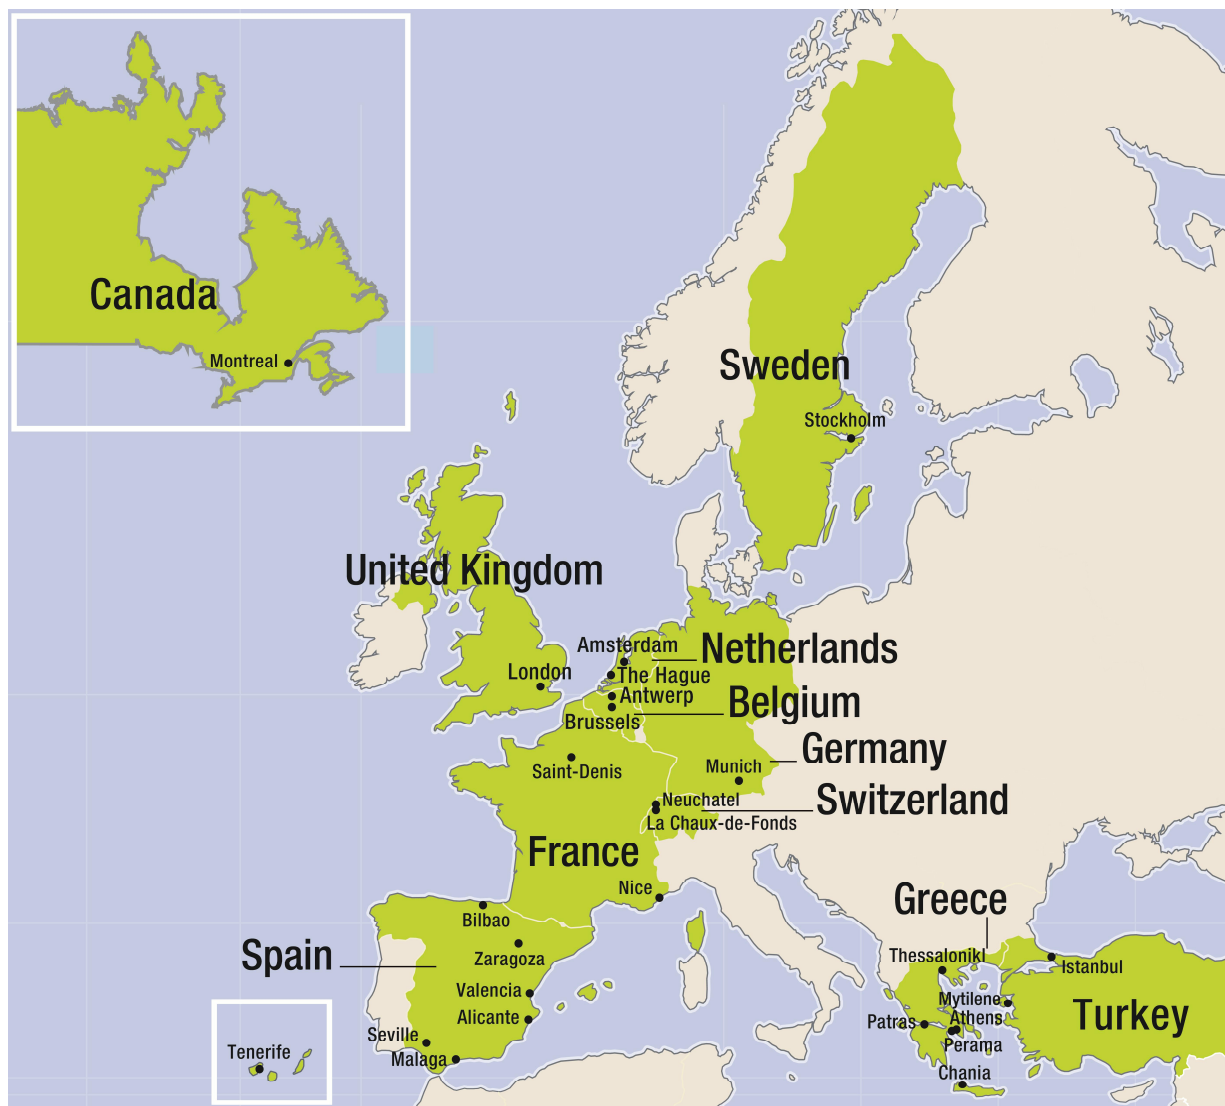 Canada
Montreal
Sweden
Stockholm
United Kingdom
London
Amsterdam
Netherlands
The Hague
Antwerp
Belgium
Brussels
Germany
Saint-Denis
Munich
Switzerland
Neuchatel
La Chaux-de-Fonds
France
Nice
Greece
Bilbao
Spain
Zaragoza
Thessaloniki
Istanbul
Valencia
Mytilene
Alicante
Patras
Athens
Turkey
Seville
Perama
Malaga
Tenerife
Chania